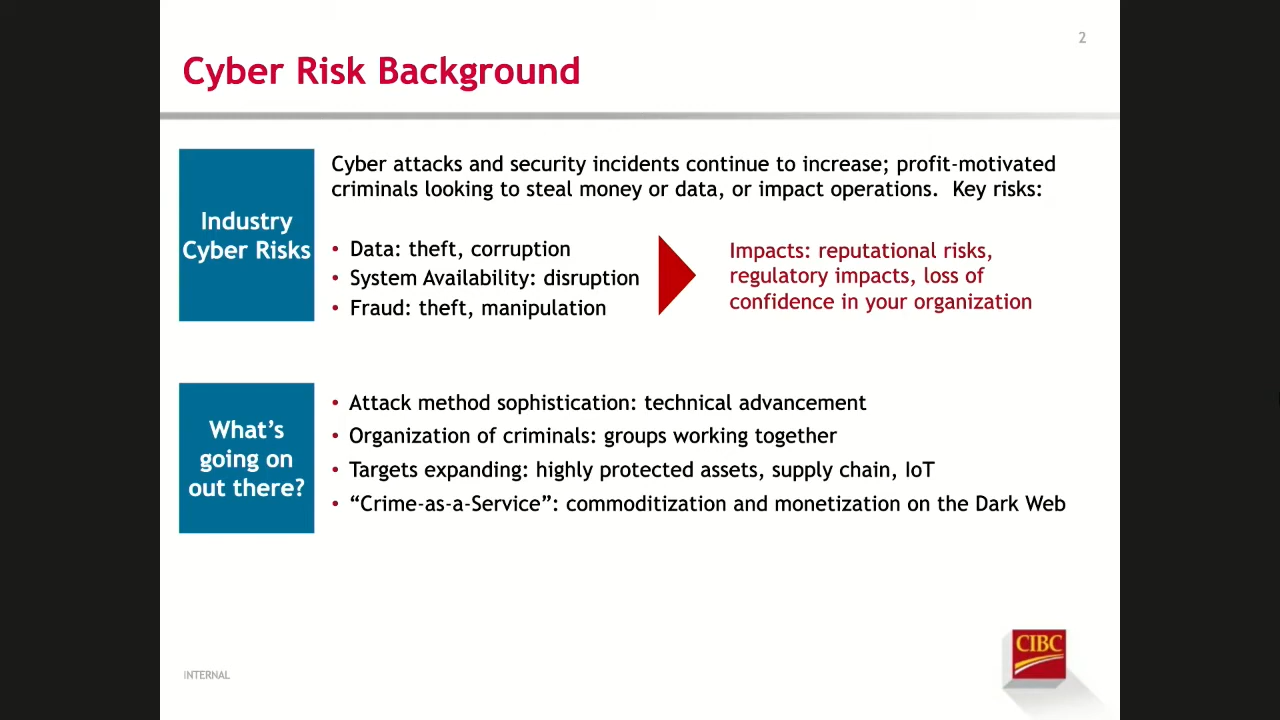 2
Cyber Risk Background
Industry
Cyber Risks
Cyber attacks and security incidents continue to increase; profit-motivated
criminals looking to steal money or data, or impact operations.  Key risks:
• Data: theft, corruption
• System Availability: disruption
• Fraud: theft, manipulation
Impacts: reputational risks,
regulatory impacts, loss of
confidence in your organization
What’s
going on
out there?
• Attack method sophistication: technical advancement
• Organization of criminals: groups working together
• Targets expanding: highly protected assets, supply chain, IoT
• “Crime-as-a-Service”: commoditization and monetization on the Dark Web
INTERNAL
CIBC